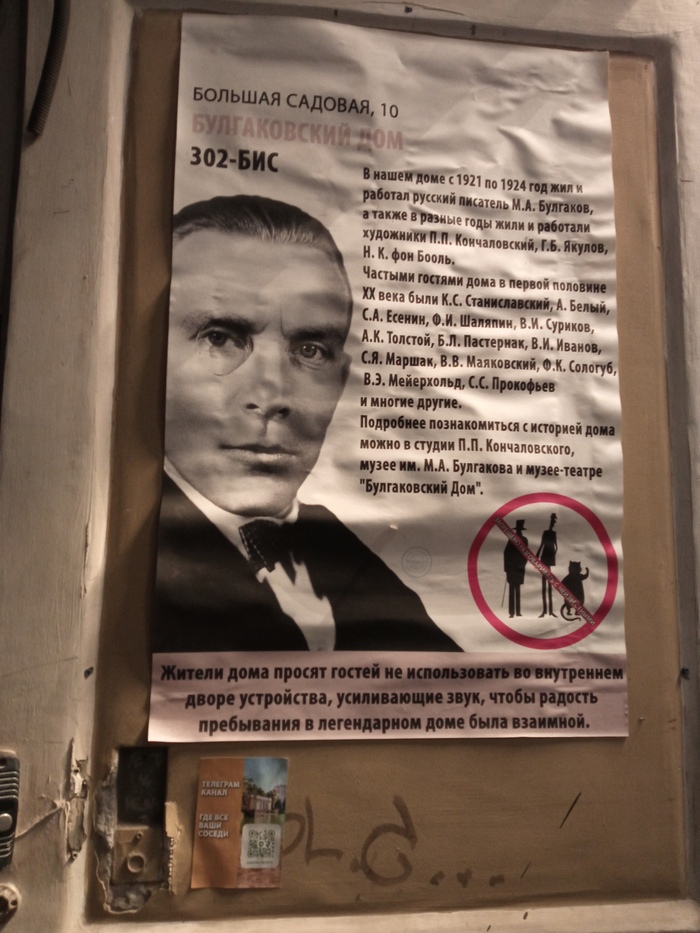 БОЛЬШАЯ САДОВАЯ, 10
БУЛГАКОВСКИЙ ДОМ
302-БИС
В нашем доме с 1921 по 1924 год жил и
работал русский писатель М.А. Булгаков,
а также в разные годы жили и работали
художники П.П. Кончаловский, Г.Б. Якулов,
Н. К. фон Бооль.
Частыми гостями дома в первой половине
XX века были К.С. Станиславский, А. Белый,
С.А. Есенин, Ф.И. Шаляпин, В.И. Суриков,
А.К. Толстой, Б.Л. Пастернак, В.И. Иванов,
С.Я. Маршак, В.В. Маяковский, Ф.К. Сологуб,
В.Э. Мейерхольд, С.С. Прокофьев
и многие другие.
Подробнее познакомиться с историей дома
можно в студии П.П. Кончаловского,
музее им. М.А. Булгакова и музее-театре
"Булгаковский Дом".
Жители дома просят гостей не использовать во внутреннем
дворе устройства, усиливающие звук, чтобы радость
пребывания в легендарном доме была взаимной.
ТЕЛЕГРАМ
КАНАЛ
ГДЕ ВСЕ
ВАШИ
СОСЕДИ